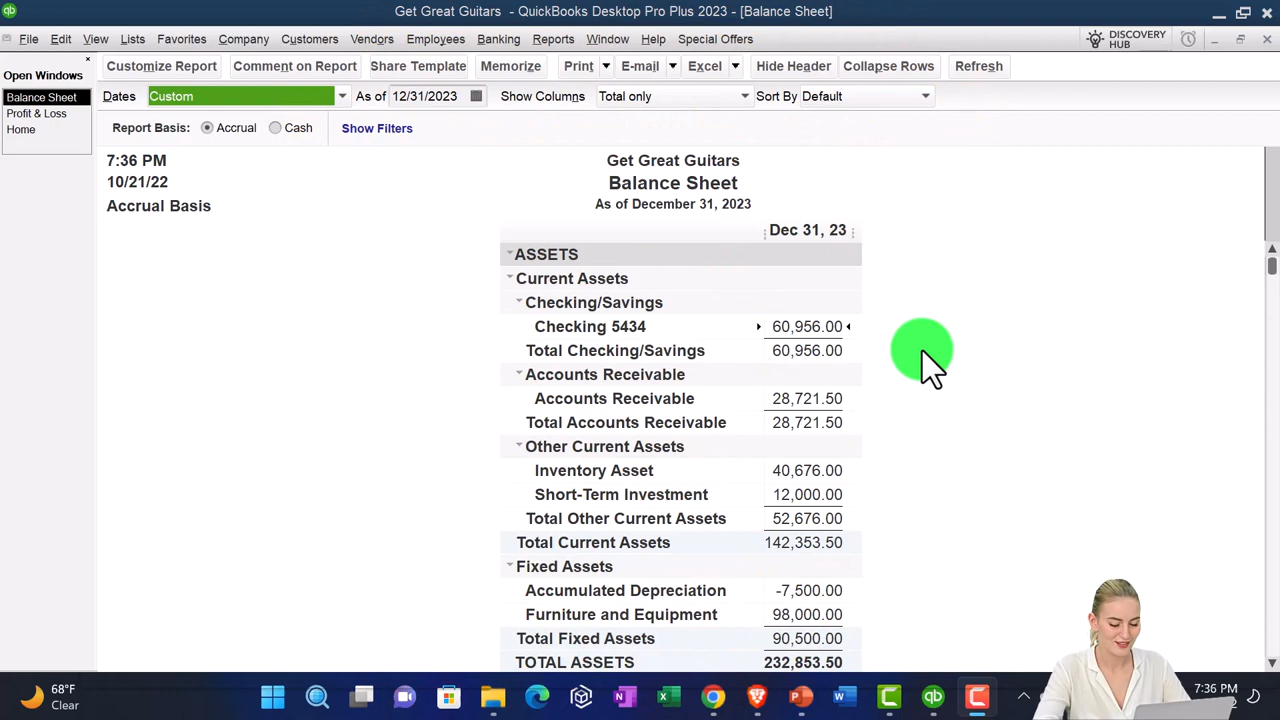 Get Great Guitars - QuickBooks Desktop Pro Plus 2023 - [Balance Sheet]
File Edit View Lists Favorites Company Customers Vendors Employees Banking Reports Window Help Special Offers
DISCOVERY HUB
Open Windows
Balance Sheet
Profit & Loss
Home
Customize Report Comment on Report Share Template Memorize Print E-mail Excel Hide Header Collapse Rows Refresh
Dates Custom As of 12/31/2023 Show Columns Total only Sort By Default
Report Basis: Accrual Cash Show Filters
7:36 PM
10/21/22
Accrual Basis
Get Great Guitars
Balance Sheet
As of December 31, 2023
Dec 31, 23
ASSETS
Current Assets
Checking/Savings
Checking 5434 60,956.00
Total Checking/Savings 60,956.00
Accounts Receivable
Accounts Receivable 28,721.50
Total Accounts Receivable 28,721.50
Other Current Assets
Inventory Asset 40,676.00
Short-Term Investment 12,000.00
Total Other Current Assets 52,676.00
Total Current Assets 142,353.50
Fixed Assets
Accumulated Depreciation -7,500.00
Furniture and Equipment 98,000.00
Total Fixed Assets 90,500.00
TOTAL ASSETS 232,853.50
68°F
Clear
7:36 PM